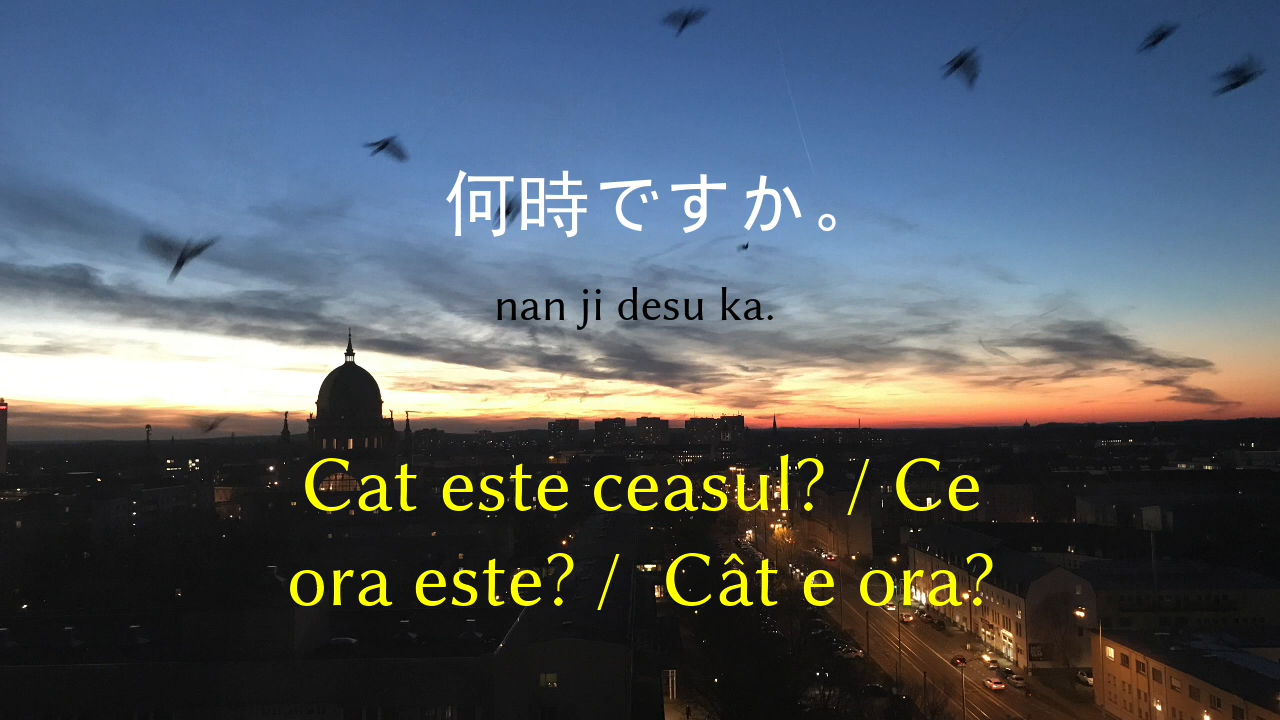 何時ですか。
nan ji desu ka.
Cat este ceasul? / Ce
ora este? / Cât e ora?